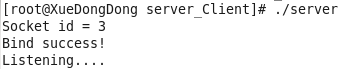 [root@XueDongDong server_Client]# ./server
Socket id = 3
Bind success!
Listening....